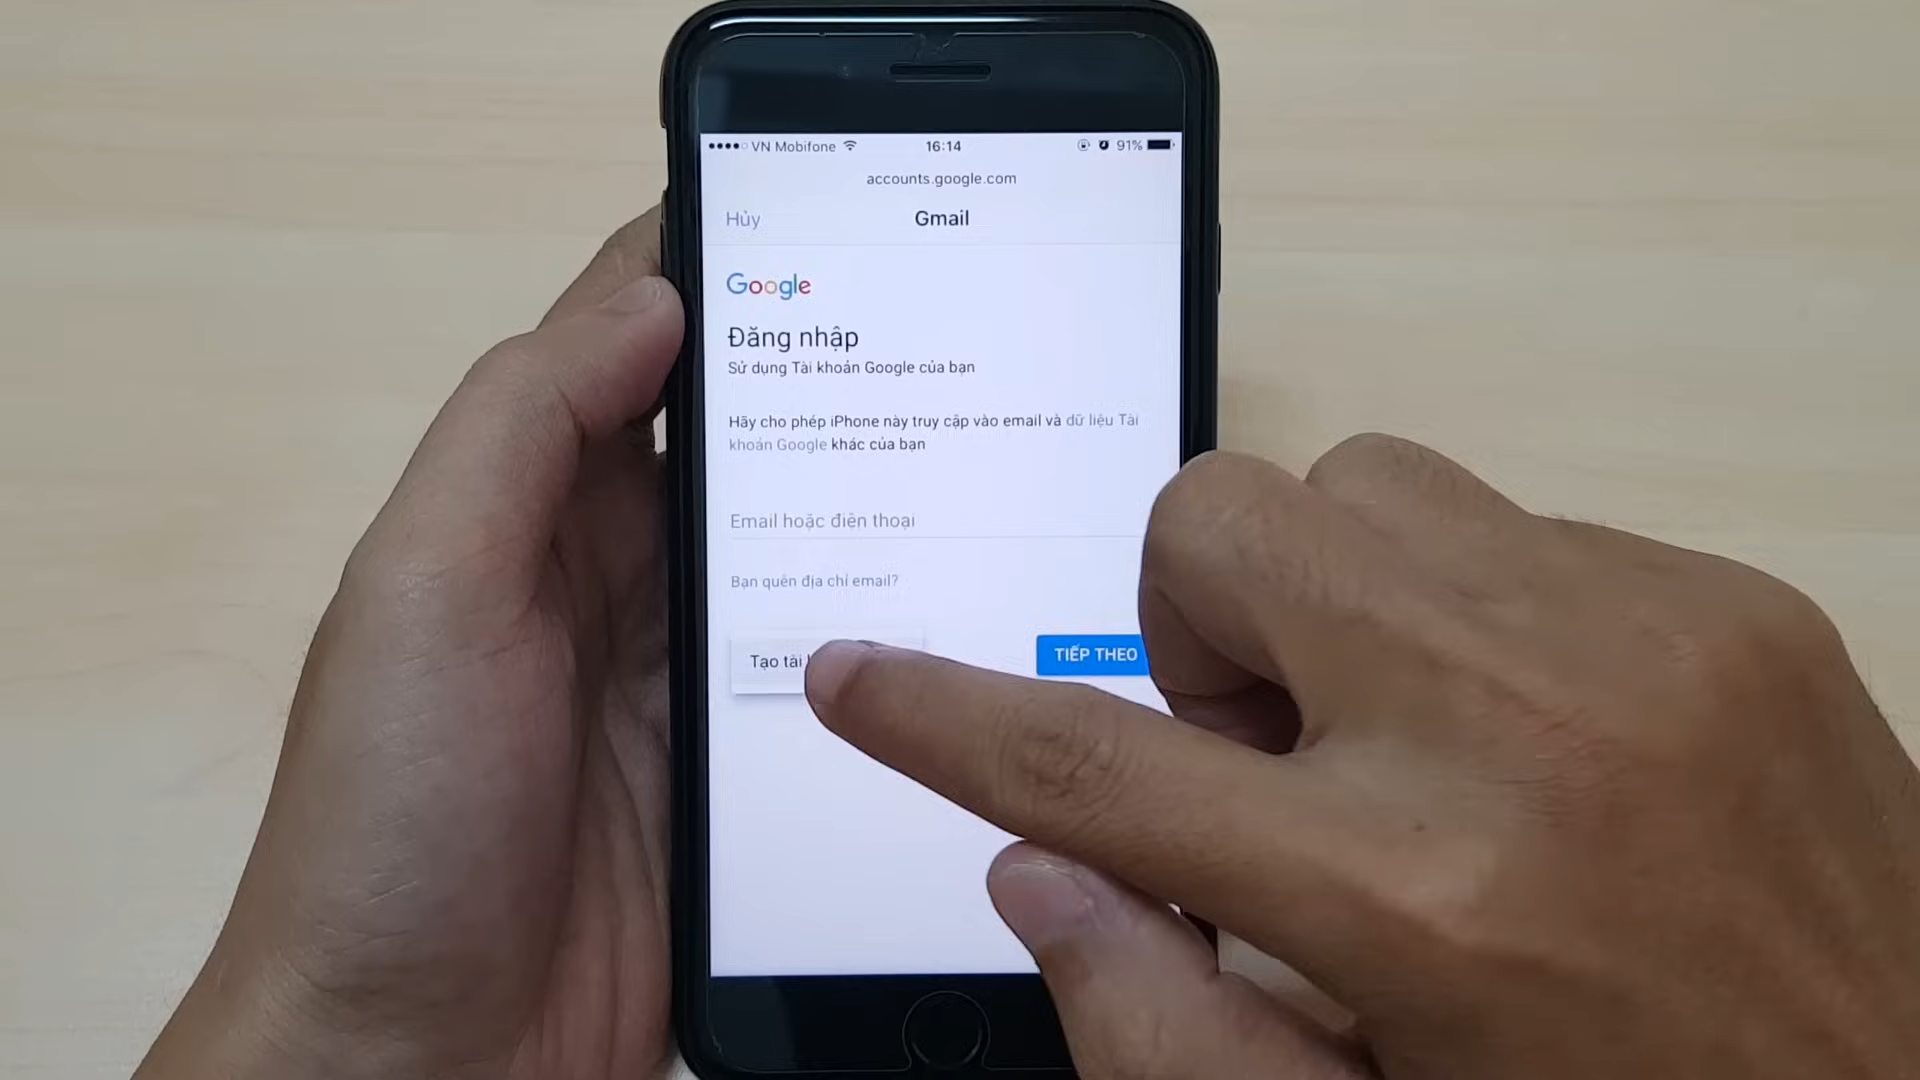 VN Mobifone 16:14 91%
accounts.google.com
Hủy Gmail
Google
Đăng nhập
Sử dụng Tài khoản Google của bạn
Hãy cho phép iPhone này truy cập vào email và dữ liệu Tài
khoản Google khác của bạn
Email hoặc điện thoại
Bạn quên địa chỉ email?
Tạo tài
TIẾP THEO